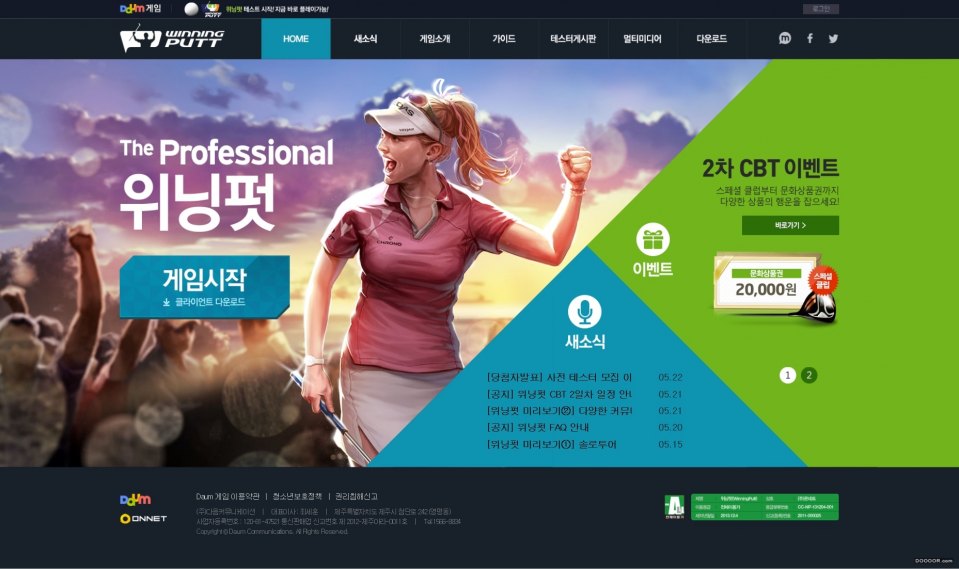 Daum 게임
위닝펏 테스트 시작! 지금 바로 플레이가능!
로그인
WINNING PUTT
HOME
새소식
게임소개
가이드
테스터게시판
멀티미디어
다운로드
The Professional
위닝펏
게임시작
클라이언트 다운로드
CHRONO
2차 CBT 이벤트
스페셜 클럽부터 문화상품권까지
다양한 상품의 행운을 잡으세요!
바로가기 >
문화상품권
20,000원
스페셜
클럽
이벤트
1 2
새소식
[당첨자발표] 사전 테스터 모집 이 05.22
[공지] 위닝펏 CBT 2일차 일정 안내 05.21
[위닝펏 미리보기②] 다양한 커뮤 05.21
[공지] 위닝펏 FAQ 안내 05.20
[위닝펏 미리보기①] 솔로투어 05.15
Daum
ONNET
Daum 게임 이용약관 | 청소년보호정책 | 권리침해신고
(주)다음커뮤니케이션 | 대표이사 : 최세훈 | 제주특별자치도 제주시 첨단로 242(영평동)
사업자등록번호 : 120-81-47521 통신판매업 신고번호 제 2012-제주아라-0011호 | Tel 1566-8834
Copyright © Daum Communications. All Rights Reserved.
전체이용가
DOOOOR.com